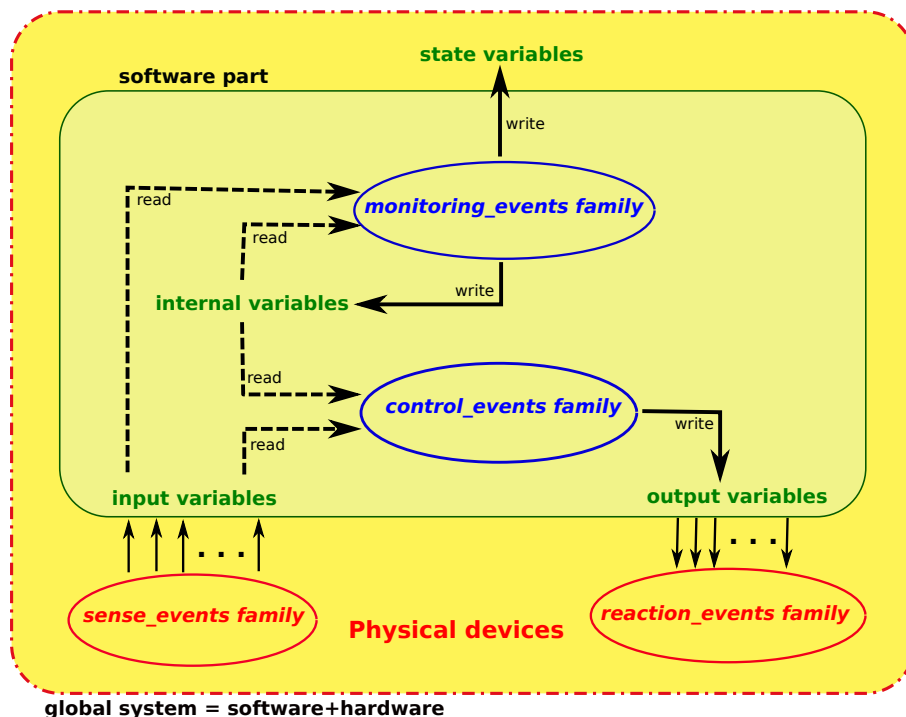 state variables
software part
write
read
monitoring_events family
read
write
internal variables
read
control_events family
read
write
input variables
output variables
. . .
. . .
sense_events family
reaction_events family
Physical devices
global system = software+hardware